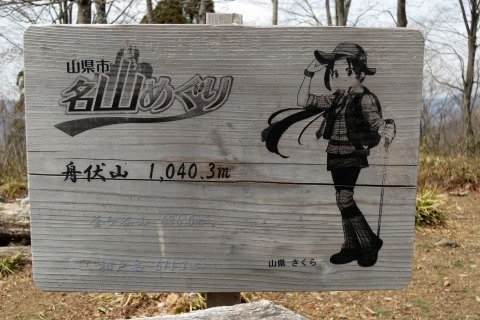 山県市
名山めぐり
舟伏山 1,040.3m
山県 さくら